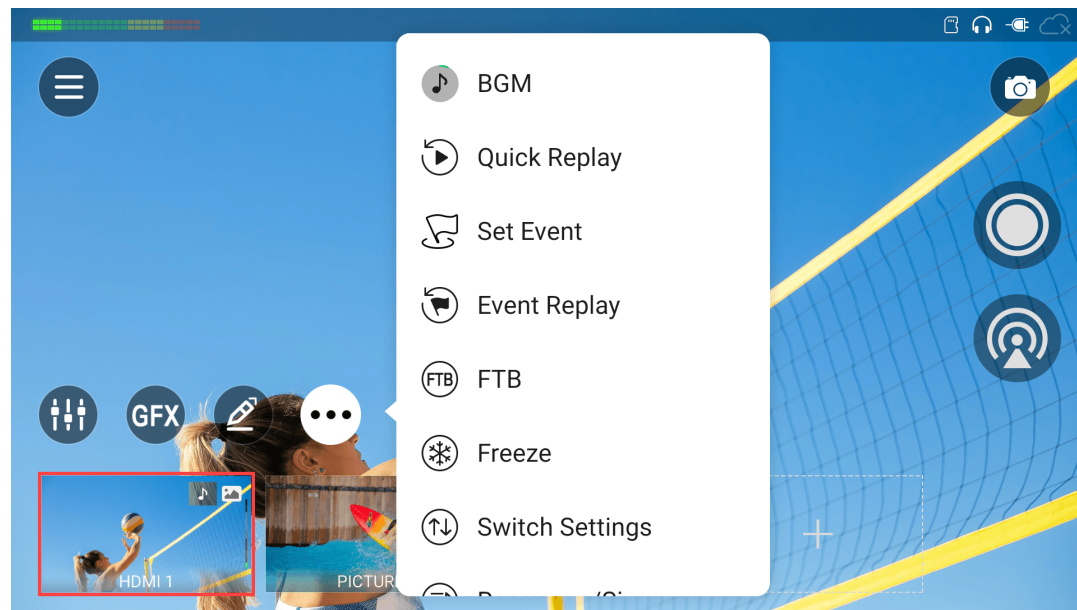 BGM
Quick Replay
Set Event
Event Replay
FTB FTB
Freeze
Switch Settings
GFX
HDMI 1
PICTUR